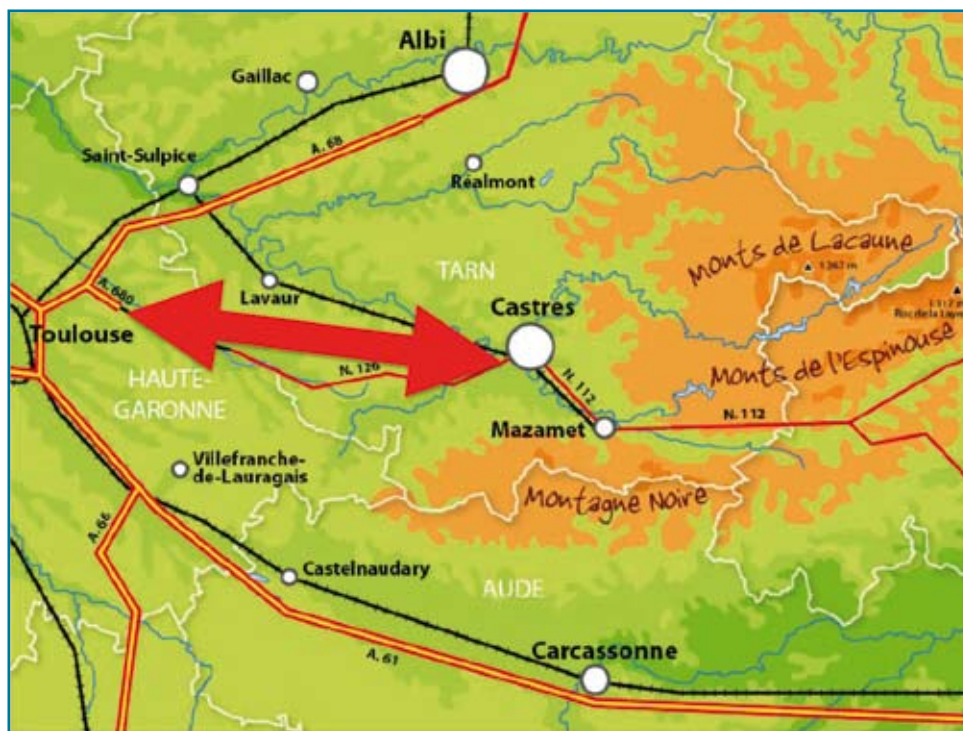 Albi
Gaillac
A. 68
Saint-Sulpice
Réalmont
Monts de Lacaune
TARN
Lavaur
A. 680
Castres
Toulouse
Monts de l'Espinouse
N. 126
HAUTE-
GARONNE
N. 112
N. 112
Mazamet
Villefranche-
de-Lauragais
Montagne Noire
A. 66
Castelnaudary
AUDE
Carcassonne
A. 61